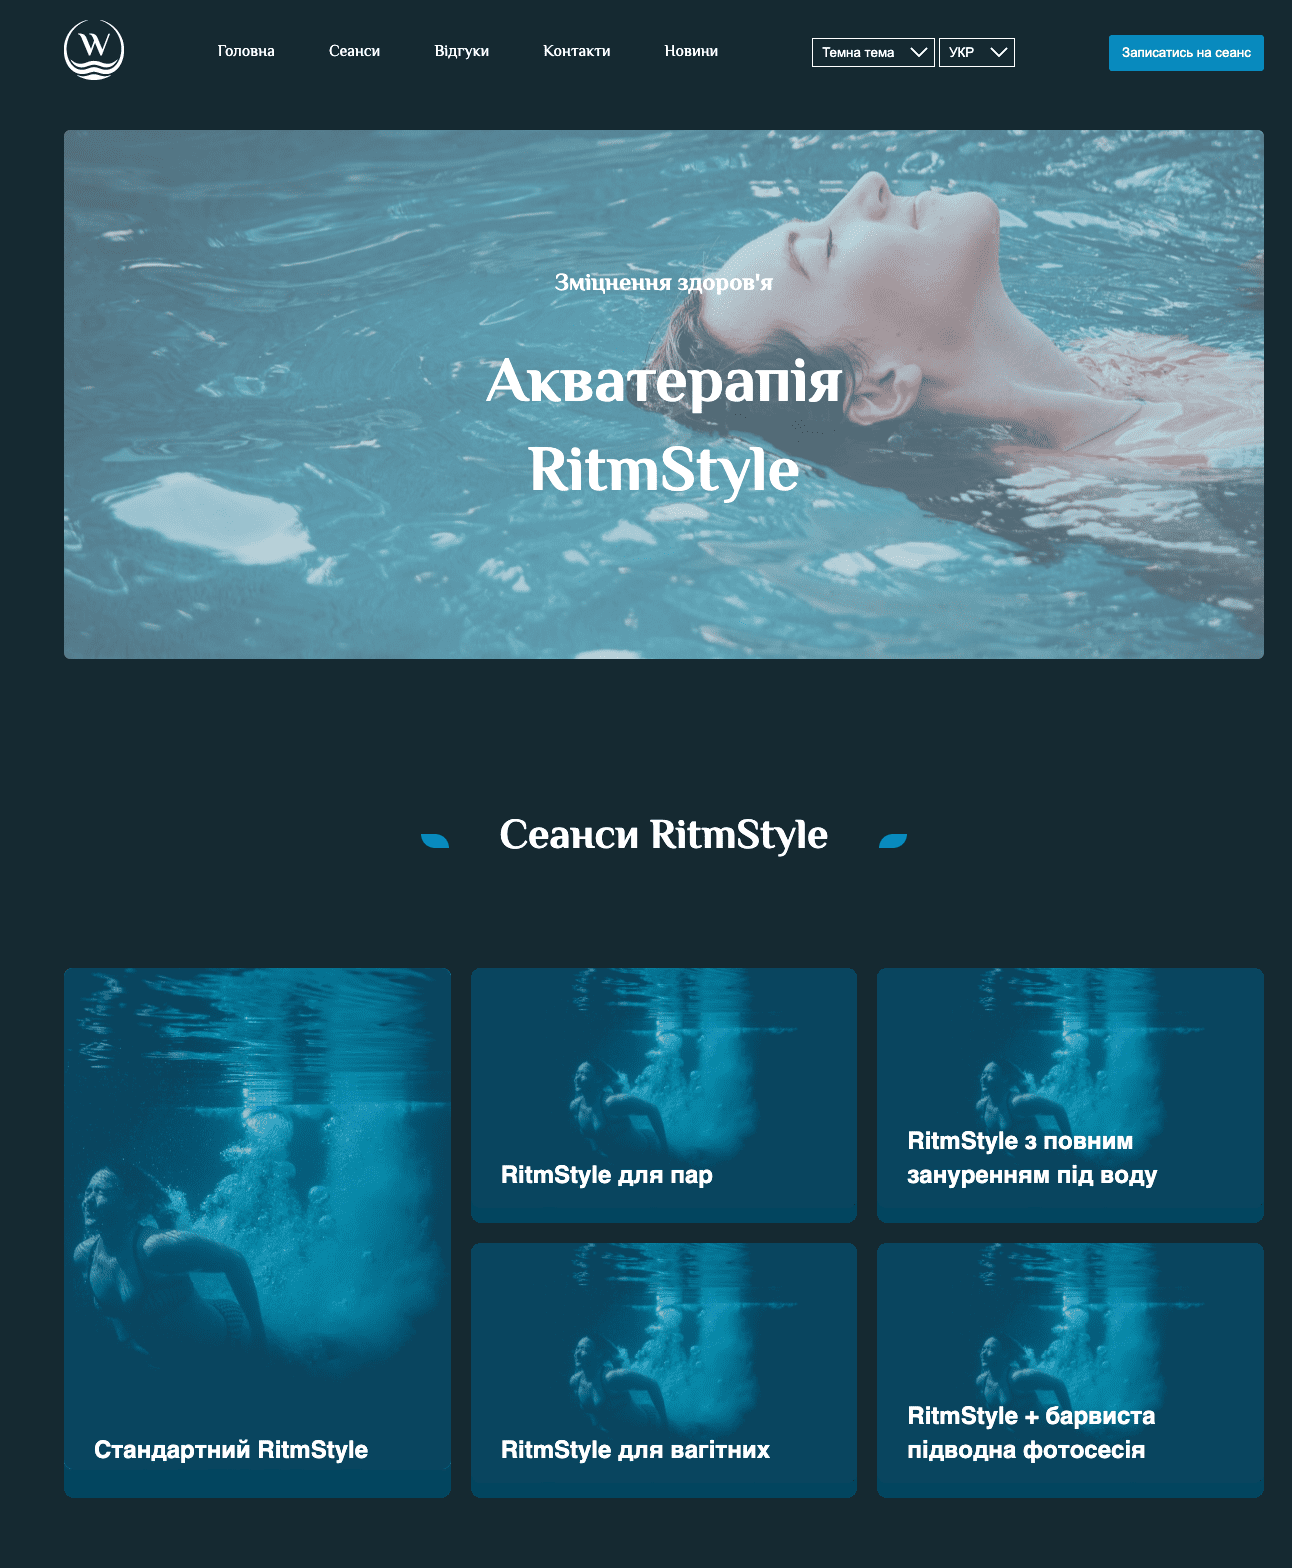 W
Головна
Сеанси
Відгуки
Контакти
Новини
Темна тема
УКР
Записатись на сеанс
Зміцнення здоров'я
Акватерапія
RitmStyle
Сеанси RitmStyle
Стандартний RitmStyle
RitmStyle для пар
RitmStyle з повним
зануренням під воду
RitmStyle для вагітних
RitmStyle + барвиста
підводна фотосесія